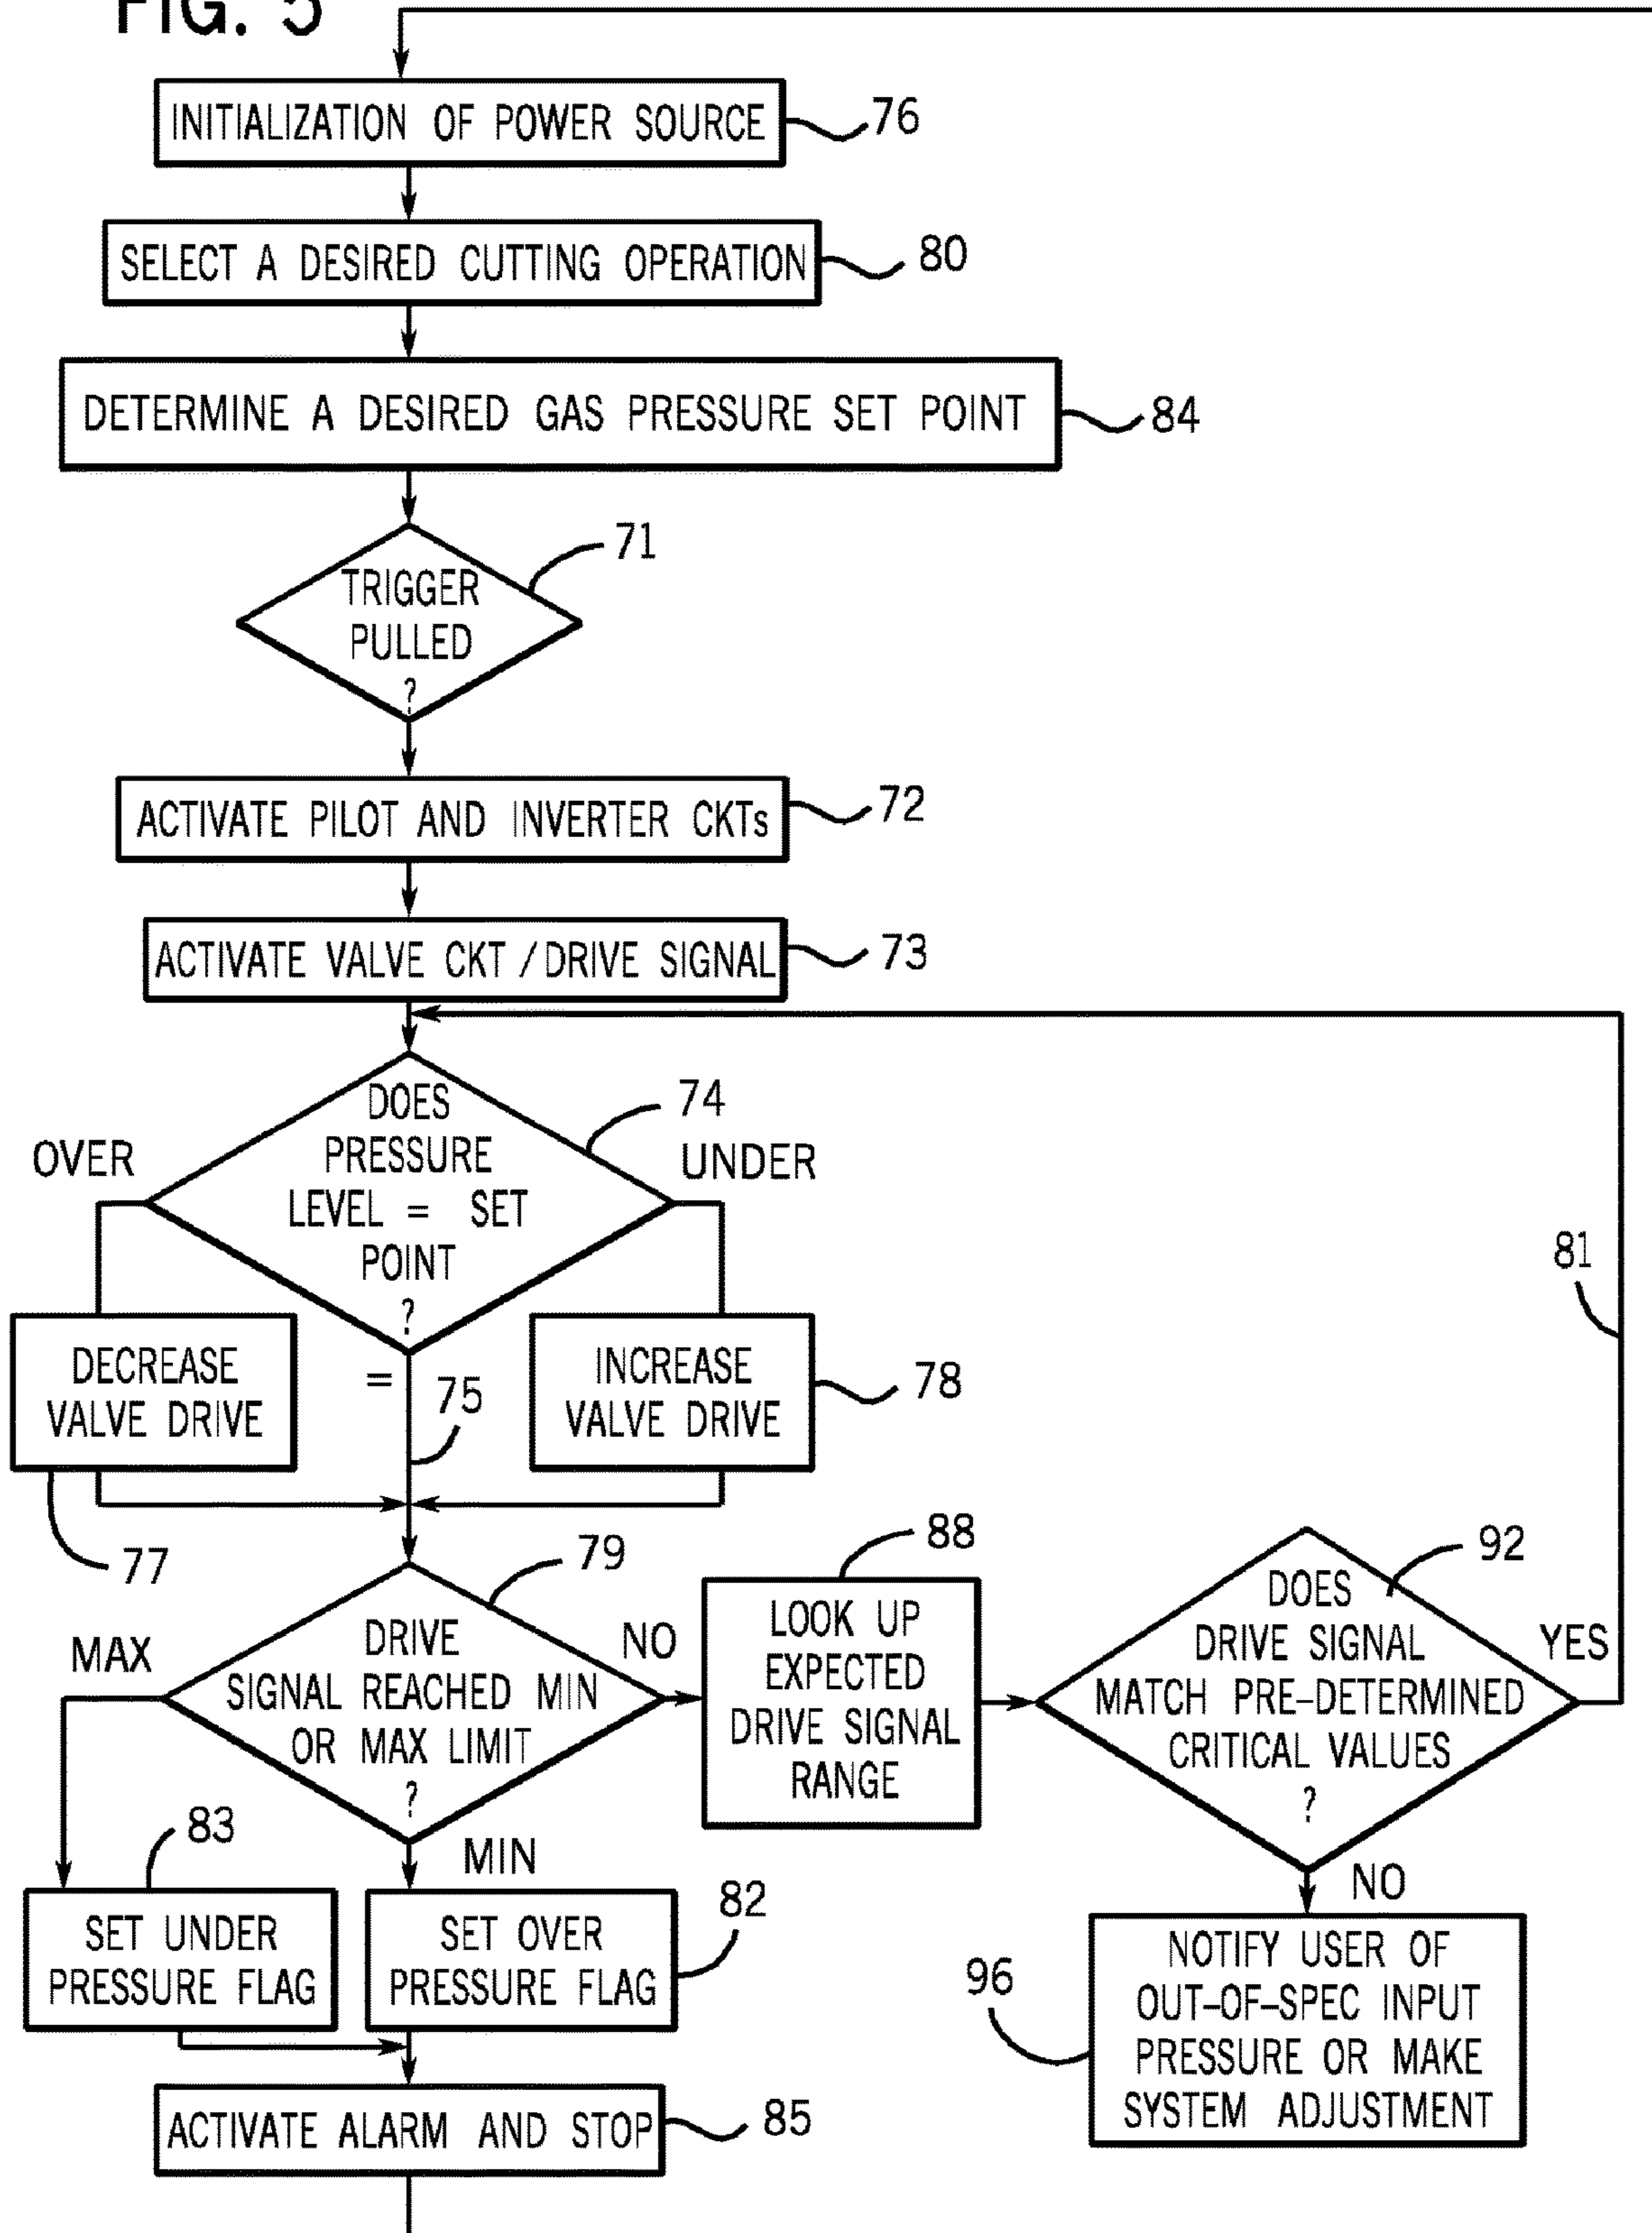 FIG. 5
INITIALIZATION OF POWER SOURCE
76
SELECT A DESIRED CUTTING OPERATION
80
DETERMINE A DESIRED GAS PRESSURE SET POINT
84
71
TRIGGER
PULLED
?
ACTIVATE PILOT AND INVERTER CKTs
72
ACTIVATE VALVE CKT / DRIVE SIGNAL
73
74
OVER
DOES
PRESSURE
LEVEL = SET
POINT
?
UNDER
81
DECREASE
VALVE DRIVE
77
=
75
INCREASE
VALVE DRIVE
78
79
MAX
DRIVE
SIGNAL REACHED MIN
OR MAX LIMIT
?
NO
88
LOOK UP
EXPECTED
DRIVE SIGNAL
RANGE
92
DOES
DRIVE SIGNAL
MATCH PRE-DETERMINED
CRITICAL VALUES
?
YES
83
MIN
NO
SET UNDER
PRESSURE FLAG
SET OVER
PRESSURE FLAG
82
96
NOTIFY USER OF
OUT-OF-SPEC INPUT
PRESSURE OR MAKE
SYSTEM ADJUSTMENT
ACTIVATE ALARM AND STOP
85